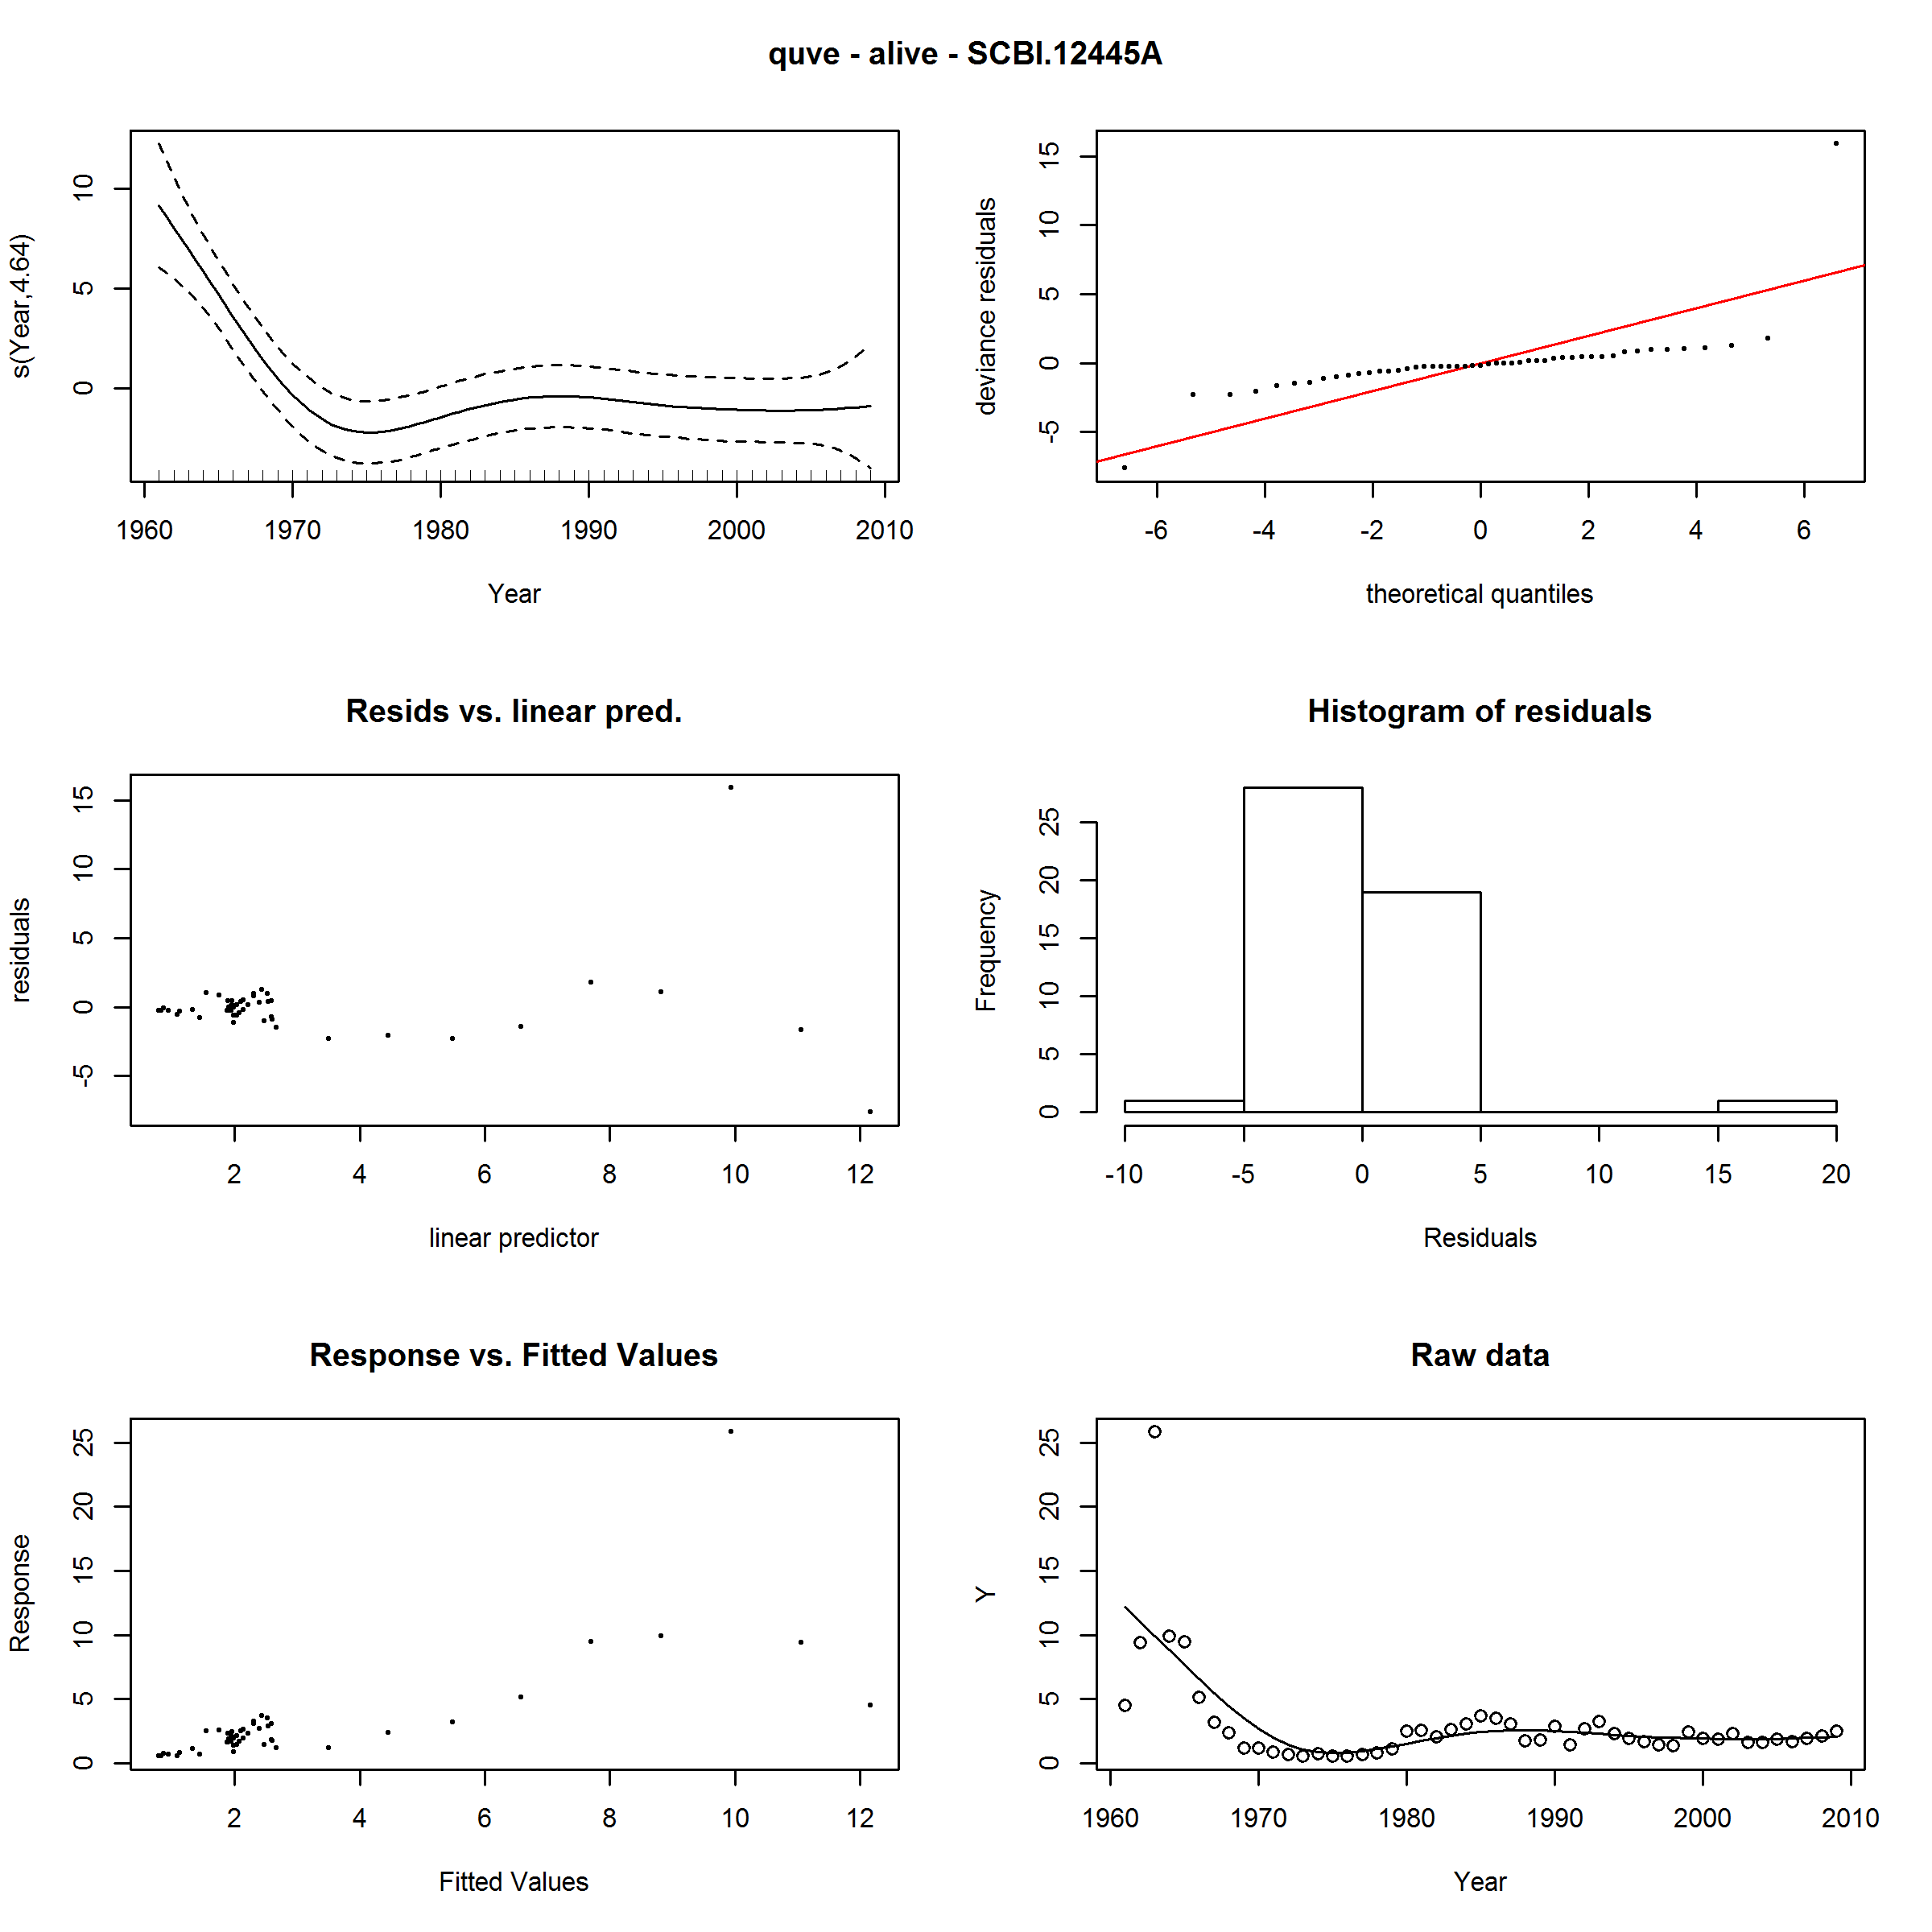 quve - alive - SCBI.12445A
s(Year,4.64)
0 5 10
1960 1970 1980 1990 2000 2010
Year
deviance residuals
-5 0 5 10 15
-6 -4 -2 0 2 4 6
theoretical quantiles
Resids vs. linear pred.
residuals
-5 0 5 10 15
2 4 6 8 10 12
linear predictor
Histogram of residuals
Frequency
0 5 10 15 20 25
-10 -5 0 5 10 15 20
Residuals
Response vs. Fitted Values
Response
0 5 10 15 20 25
2 4 6 8 10 12
Fitted Values
Raw data
Y
0 5 10 15 20 25
1960 1970 1980 1990 2000 2010
Year